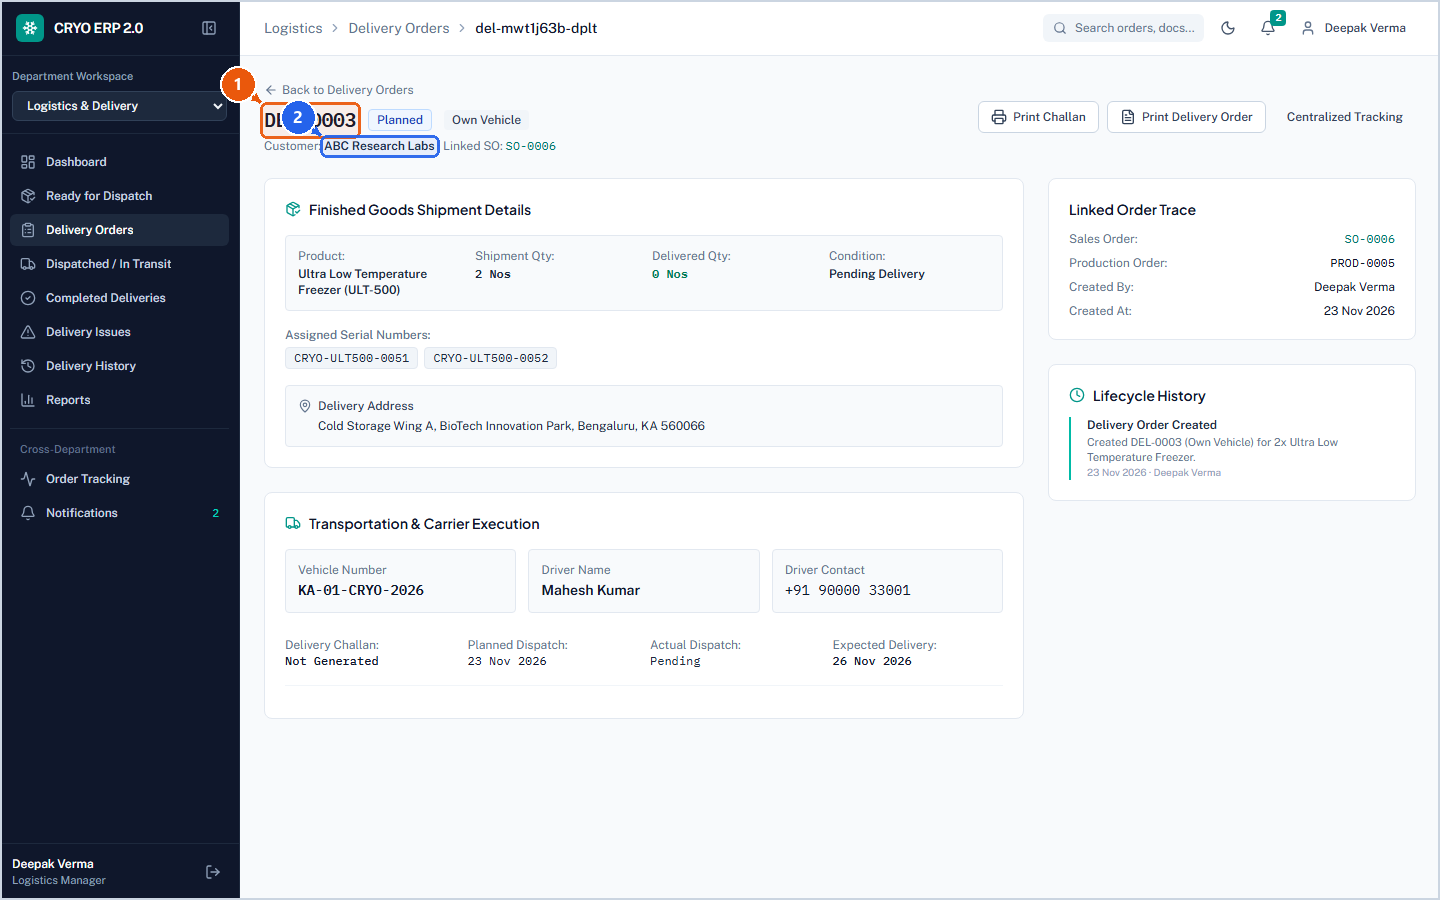 CRYO ERP 2.0
Department Workspace
Logistics & Delivery
Dashboard
Ready for Dispatch
Delivery Orders
Dispatched / In Transit
Completed Deliveries
Delivery Issues
Delivery History
Reports
Cross-Department
Order Tracking
Notifications 2
Deepak Verma
Logistics Manager
Logistics > Delivery Orders > del-mwt1j63b-dplt
Search orders, docs...
2
Deepak Verma
1
Back to Delivery Orders
2
Planned
Own Vehicle
Print Challan
Print Delivery Order
Centralized Tracking
Customer: ABC Research Labs Linked SO: SO-0006
Finished Goods Shipment Details
Product: Shipment Qty: Delivered Qty: Condition:
Ultra Low Temperature 2 Nos 0 Nos Pending Delivery
Freezer (ULT-500)
Assigned Serial Numbers:
CRYO-ULT500-0051 CRYO-ULT500-0052
Delivery Address
Cold Storage Wing A, BioTech Innovation Park, Bengaluru, KA 560066
Transportation & Carrier Execution
Vehicle Number Driver Name Driver Contact
KA-01-CRYO-2026 Mahesh Kumar +91 90000 33001
Delivery Challan: Planned Dispatch: Actual Dispatch: Expected Delivery:
Not Generated 23 Nov 2026 Pending 26 Nov 2026
Linked Order Trace
Sales Order: SO-0006
Production Order: PROD-0005
Created By: Deepak Verma
Created At: 23 Nov 2026
Lifecycle History
Delivery Order Created
Created DEL-0003 (Own Vehicle) for 2x Ultra Low
Temperature Freezer.
23 Nov 2026 · Deepak Verma